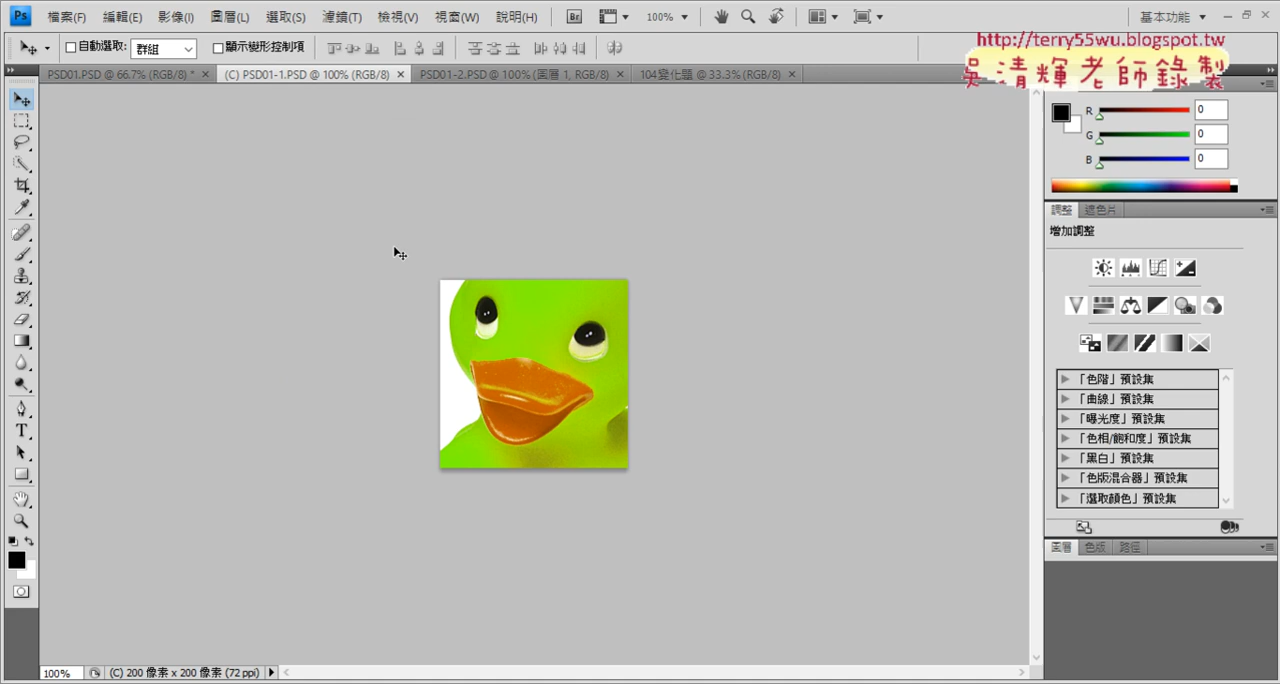 Ps 檔案(F) 編輯(E) 影像(I) 圖層(L) 選取(S) 濾鏡(T) 檢視(V) 視窗(W) 說明(H) Br 100% 基本功能
自動選取: 群組 顯示變形控制項
http://terry55wu.blogspot.tw
吳清輝老師錄製
PSD01.PSD @ 66.7% (RGB/8) * × (C) PSD01-1.PSD @ 100% (RGB/8) × PSD01-2.PSD @ 100% (圖層 1, RGB/8) × 104變化題 @ 33.3% (RGB/8) ×
R 0
G 0
B 0
調整 遮色片
增加調整
「色階」預設集
「曲線」預設集
「曝光度」預設集
「色相/飽和度」預設集
「黑白」預設集
「色版混合器」預設集
「選取顏色」預設集
圖層 色版 路徑
100% (C) 200 像素 x 200 像素 (72 ppi)